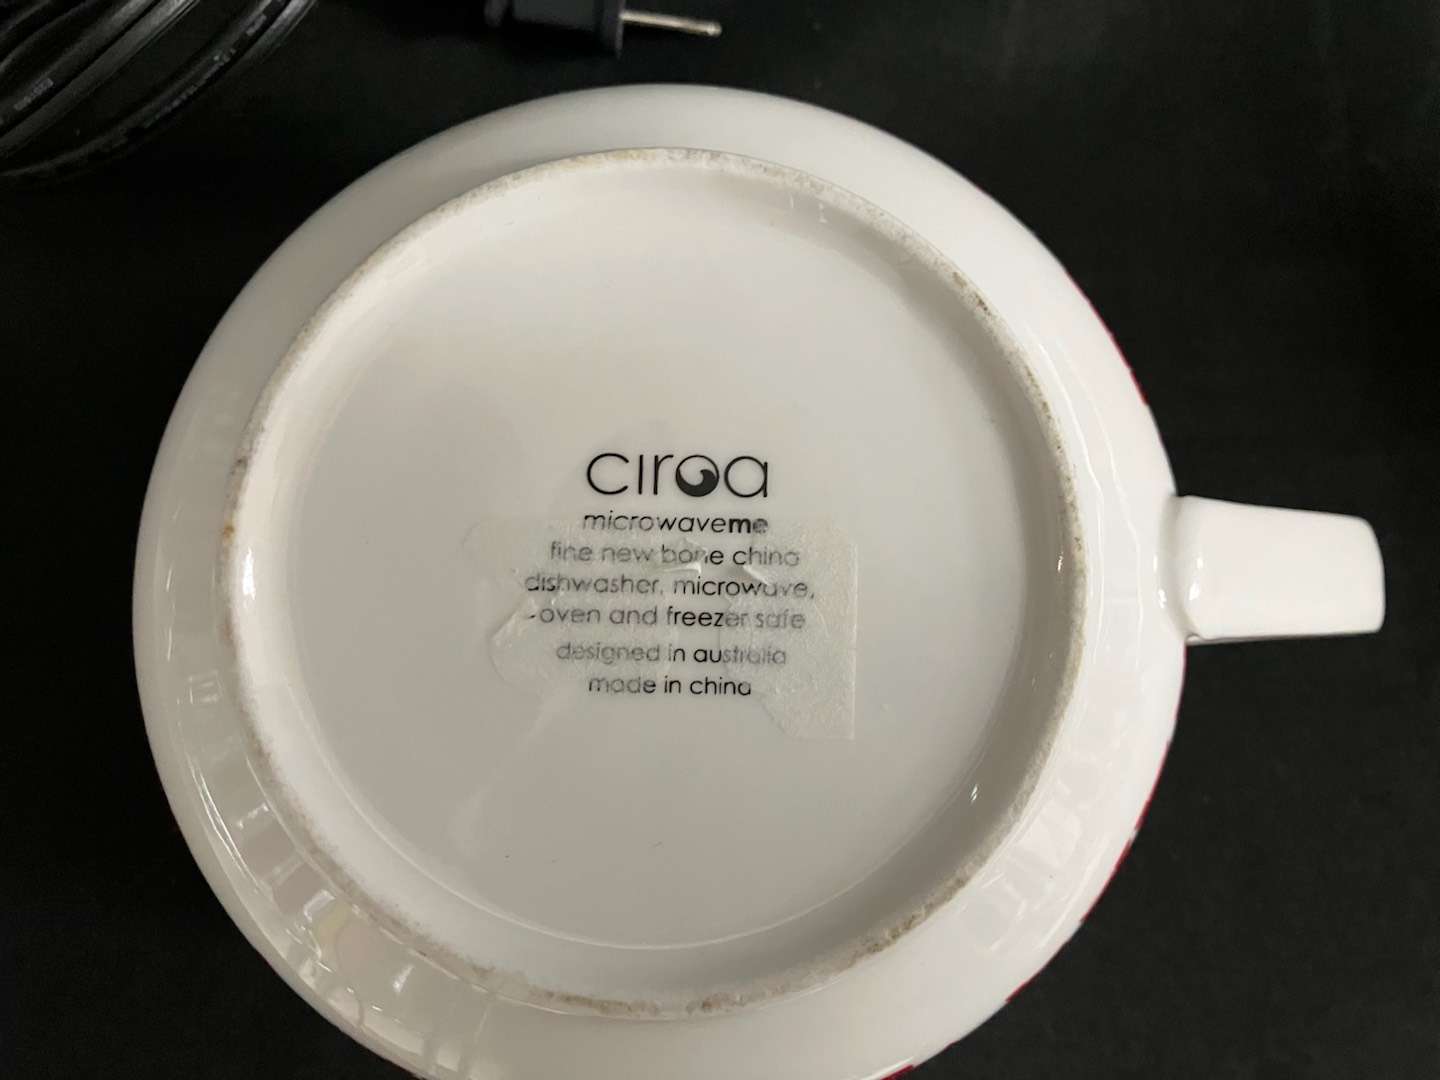 ciroa
microwaveme
fine new bone china
dishwasher, microwave,
oven and freezer safe
designed in australia
made in china